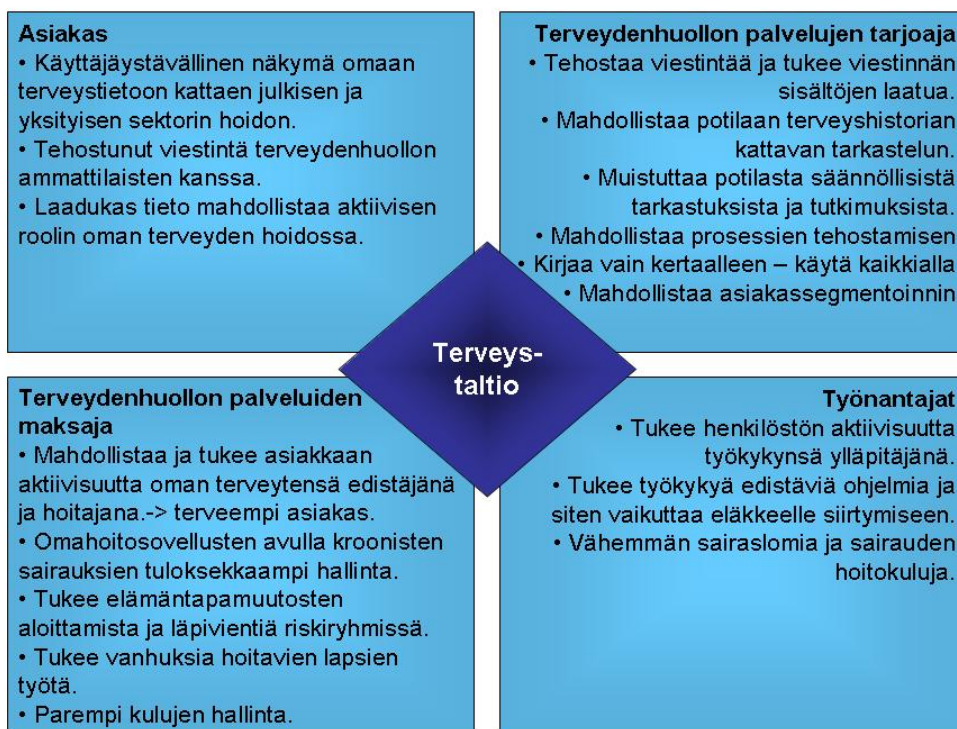 Asiakas
• Käyttäjäystävällinen näkymä omaan
terveystietoon kattaen julkisen ja
yksityisen sektorin hoidon.
• Tehostunut viestintä terveydenhuollon
ammattilaisten kanssa.
• Laadukas tieto mahdollistaa aktiivisen
roolin oman terveyden hoidossa.
Terveydenhuollon palvelujen tarjoaja
• Tehostaa viestintää ja tukee viestinnän
sisältöjen laatua.
• Mahdollistaa potilaan terveyshistorian
kattavan tarkastelun.
• Muistuttaa potilasta säännöllisistä
tarkastuksista ja tutkimuksista.
• Mahdollistaa prosessien tehostamisen
• Kirjaa vain kertaalleen – käytä kaikkialla
• Mahdollistaa asiakassegmentoinnin
Terveys-
taltio
Terveydenhuollon palveluiden
maksaja
• Mahdollistaa ja tukee asiakkaan
aktiivisuutta oman terveytensä edistäjänä
ja hoitajana.-> terveempi asiakas.
• Omahoitosovellusten avulla kroonisten
sairauksien tuloksekkaampi hallinta.
• Tukee elämäntapamuutosten
aloittamista ja läpivientiä riskiryhmissä.
• Tukee vanhuksia hoitavien lapsien
työtä.
• Parempi kulujen hallinta.
Työnantajat
• Tukee henkilöstön aktiivisuutta
työkykynsä ylläpitäjänä.
• Tukee työkykyä edistäviä ohjelmia ja
siten vaikuttaa eläkkeelle siirtymiseen.
• Vähemmän sairaslomia ja sairauden
hoitokuluja.